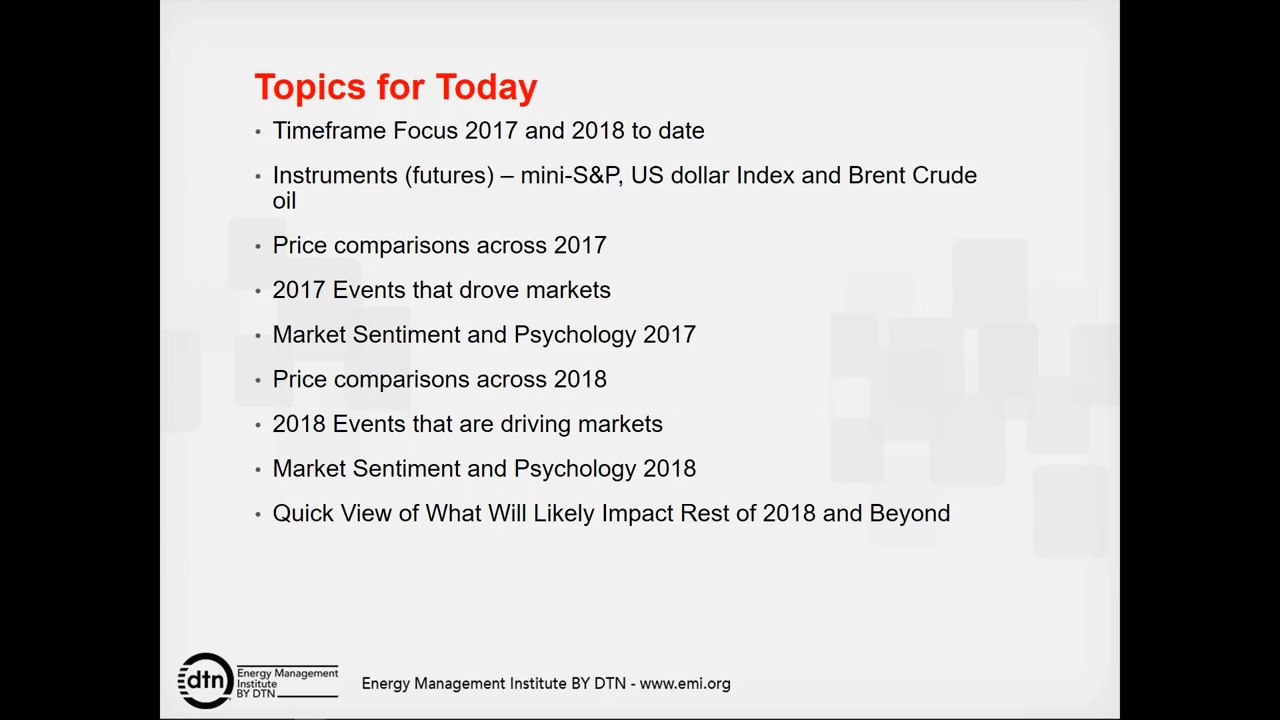 Topics for Today
• Timeframe Focus 2017 and 2018 to date
• Instruments (futures) – mini-S&P, US dollar Index and Brent Crude
oil
• Price comparisons across 2017
• 2017 Events that drove markets
• Market Sentiment and Psychology 2017
• Price comparisons across 2018
• 2018 Events that are driving markets
• Market Sentiment and Psychology 2018
• Quick View of What Will Likely Impact Rest of 2018 and Beyond
dtn
Energy Management
Institute
BY DTN
Energy Management Institute BY DTN - www.emi.org